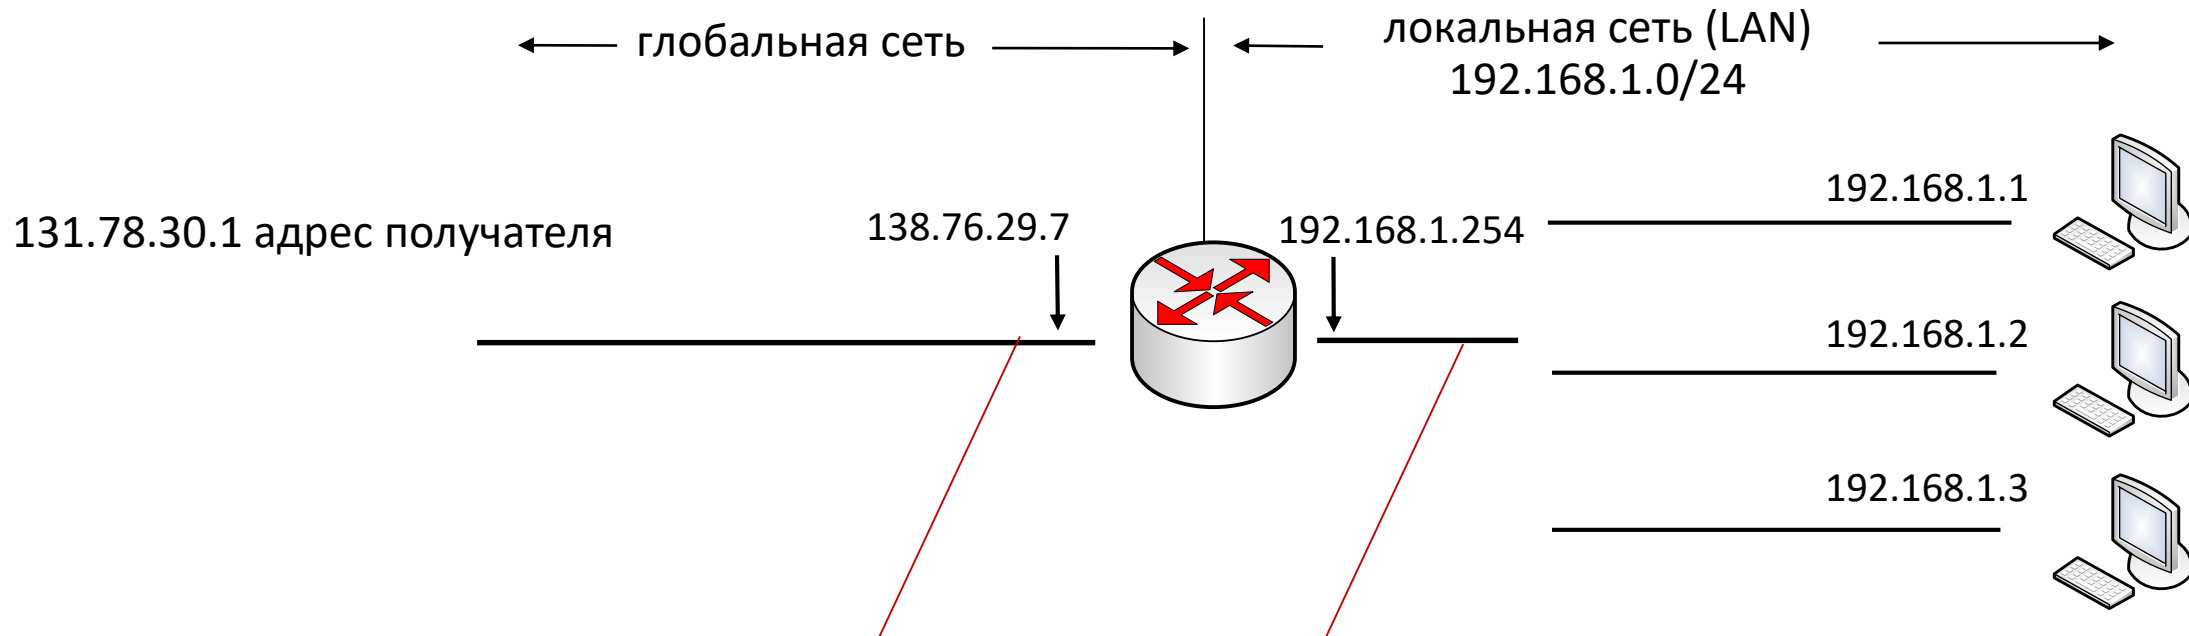 глобальная сеть
локальная сеть (LAN)
192.168.1.0/24
192.168.1.1
131.78.30.1 адрес получателя
138.76.29.7
192.168.1.254
192.168.1.2
192.168.1.3